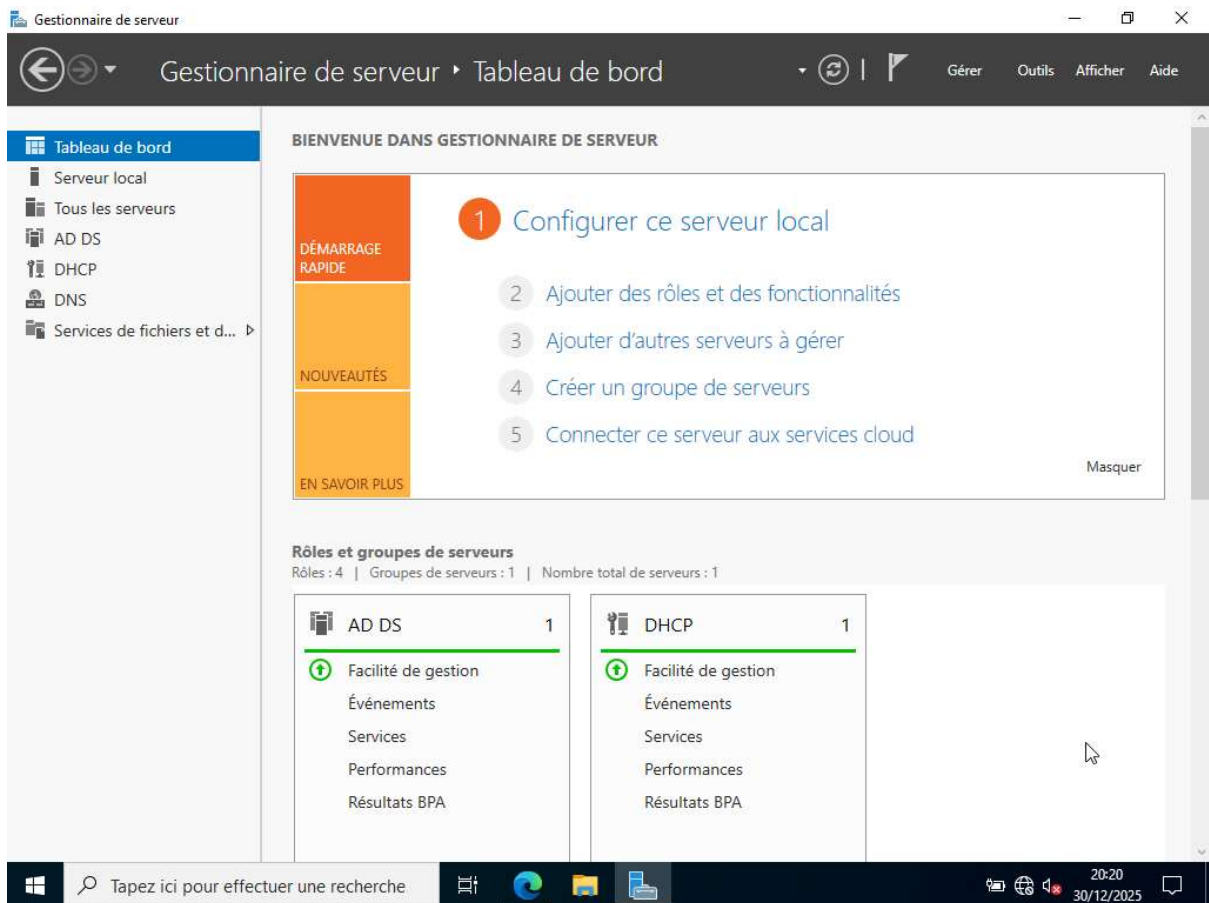 Gestionnaire de serveur
Gestionnaire de serveur ‣ Tableau de bord
Gérer Outils Afficher Aide
Tableau de bord
Serveur local
Tous les serveurs
AD DS
DHCP
DNS
Services de fichiers et d...
BIENVENUE DANS GESTIONNAIRE DE SERVEUR
DÉMARRAGE
RAPIDE
NOUVEAUTÉS
EN SAVOIR PLUS
1 Configurer ce serveur local
2 Ajouter des rôles et des fonctionnalités
3 Ajouter d'autres serveurs à gérer
4 Créer un groupe de serveurs
5 Connecter ce serveur aux services cloud
Masquer
Rôles et groupes de serveurs
Rôles : 4 | Groupes de serveurs : 1 | Nombre total de serveurs : 1
AD DS 1
Facilité de gestion
Événements
Services
Performances
Résultats BPA
DHCP 1
Facilité de gestion
Événements
Services
Performances
Résultats BPA
Tapez ici pour effectuer une recherche
20:20
30/12/2025